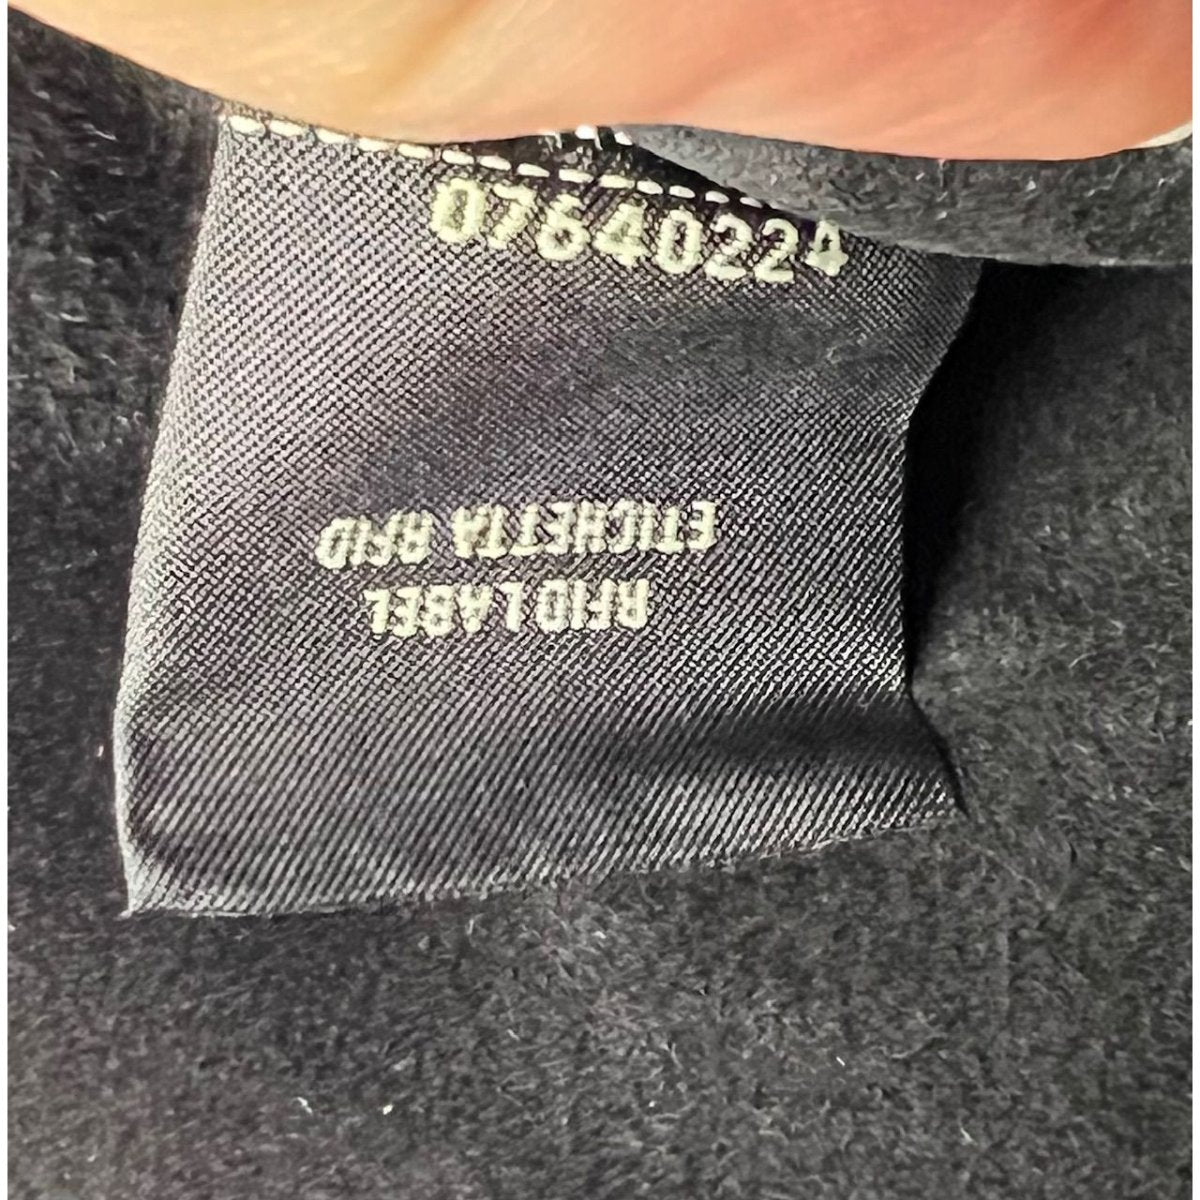 07640224
RFID LABEL
ETICHETTA RFID